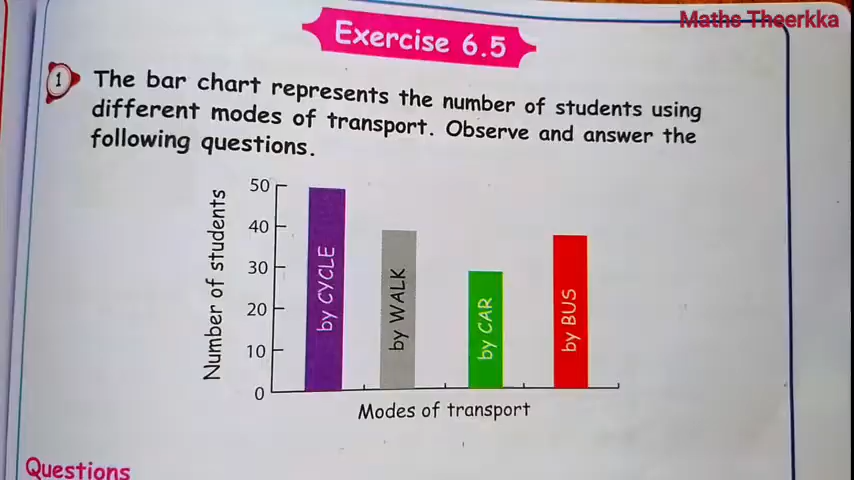 Maths Theerkka
Exercise 6.5
1 The bar chart represents the number of students using
different modes of transport. Observe and answer the
following questions.
Number of students
50
40
30
20
10
0
by CYCLE
by WALK
by CAR
by BUS
Modes of transport
Questions